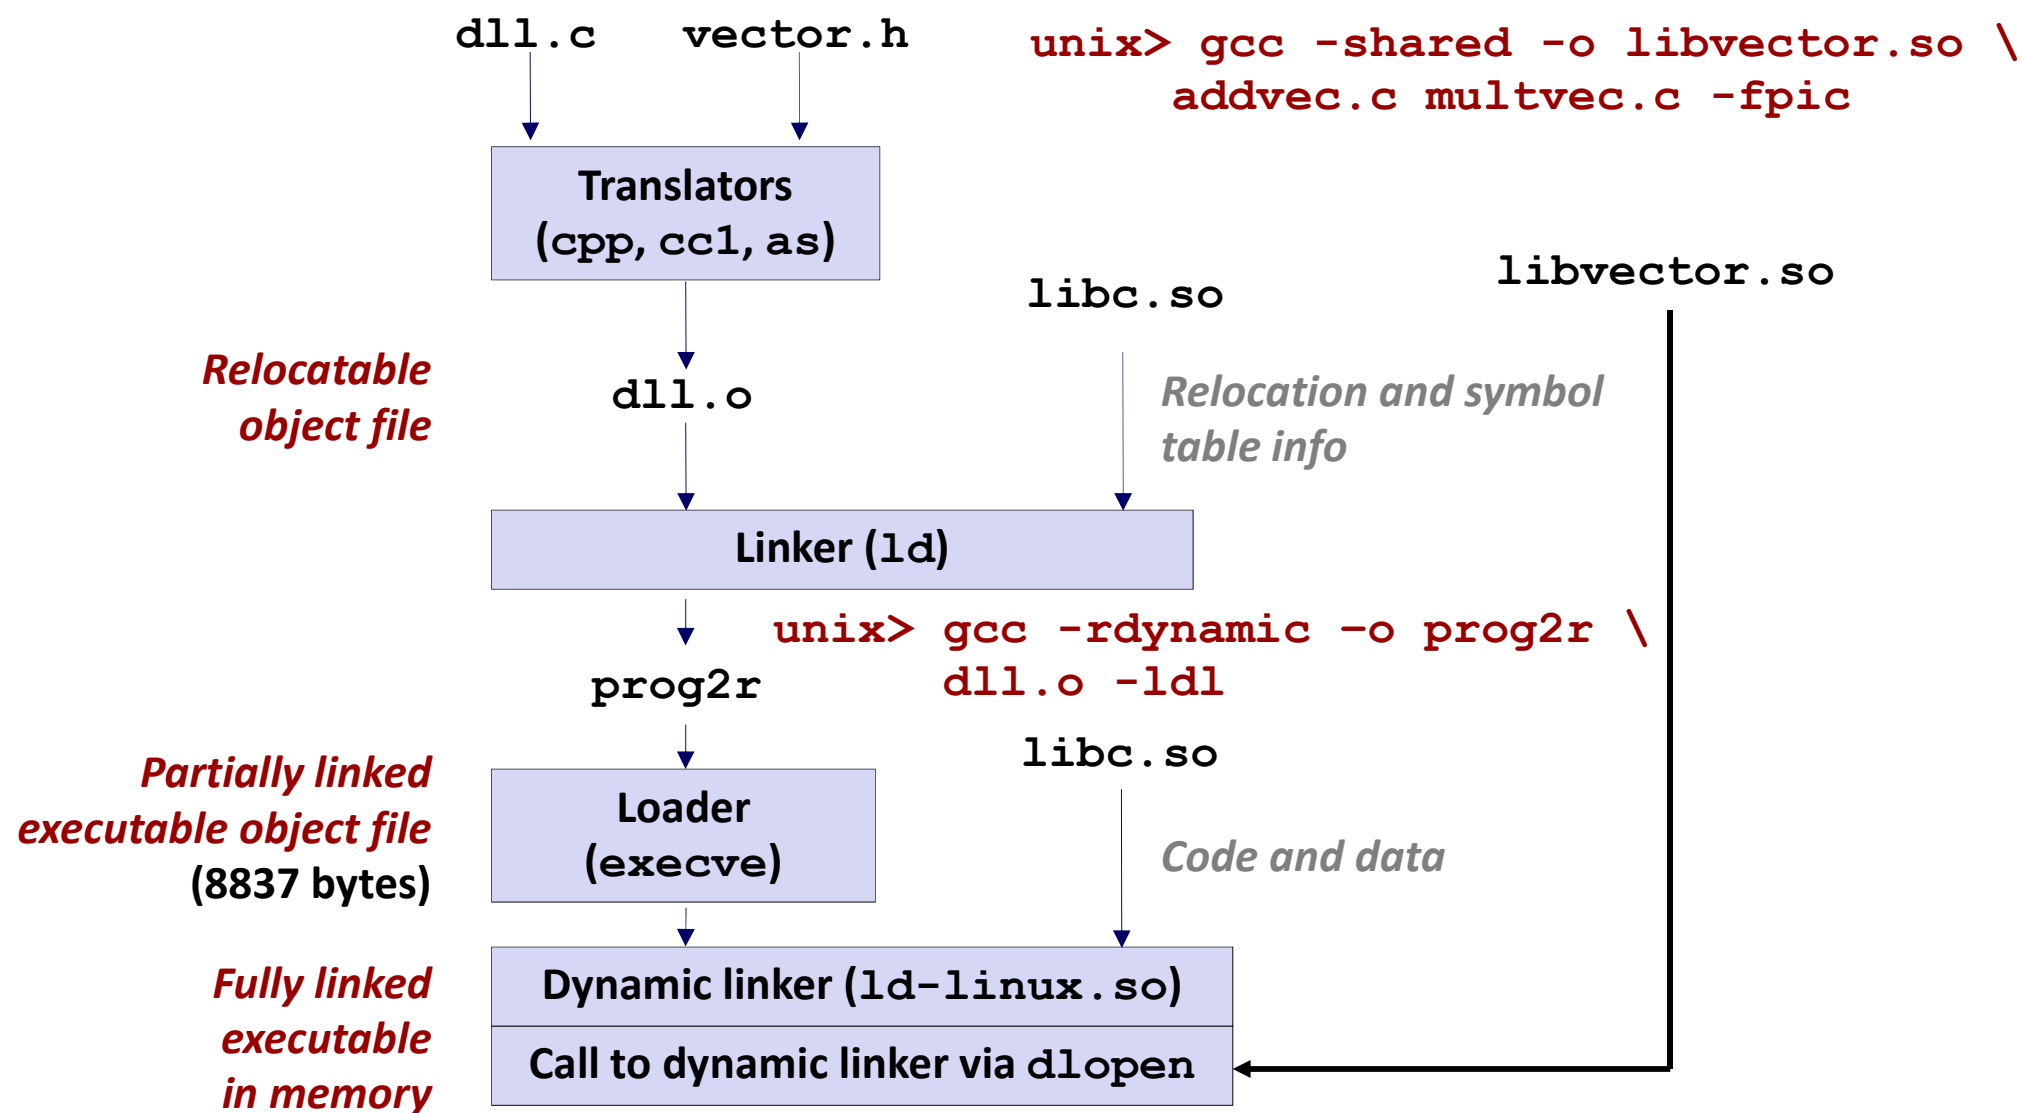 dll.c vector.h
unix> gcc -shared -o libvector.so \
addvec.c multvec.c -fpic
Translators
(cpp, cc1, as)
libc.so
libvector.so
Relocatable
object file
dll.o
Relocation and symbol
table info
Linker (ld)
unix> gcc -rdynamic –o prog2r \
dll.o -ldl
prog2r
libc.so
Partially linked
executable object file
(8837 bytes)
Loader
(execve)
Code and data
Fully linked
executable
in memory
Dynamic linker (ld-linux.so)
Call to dynamic linker via dlopen